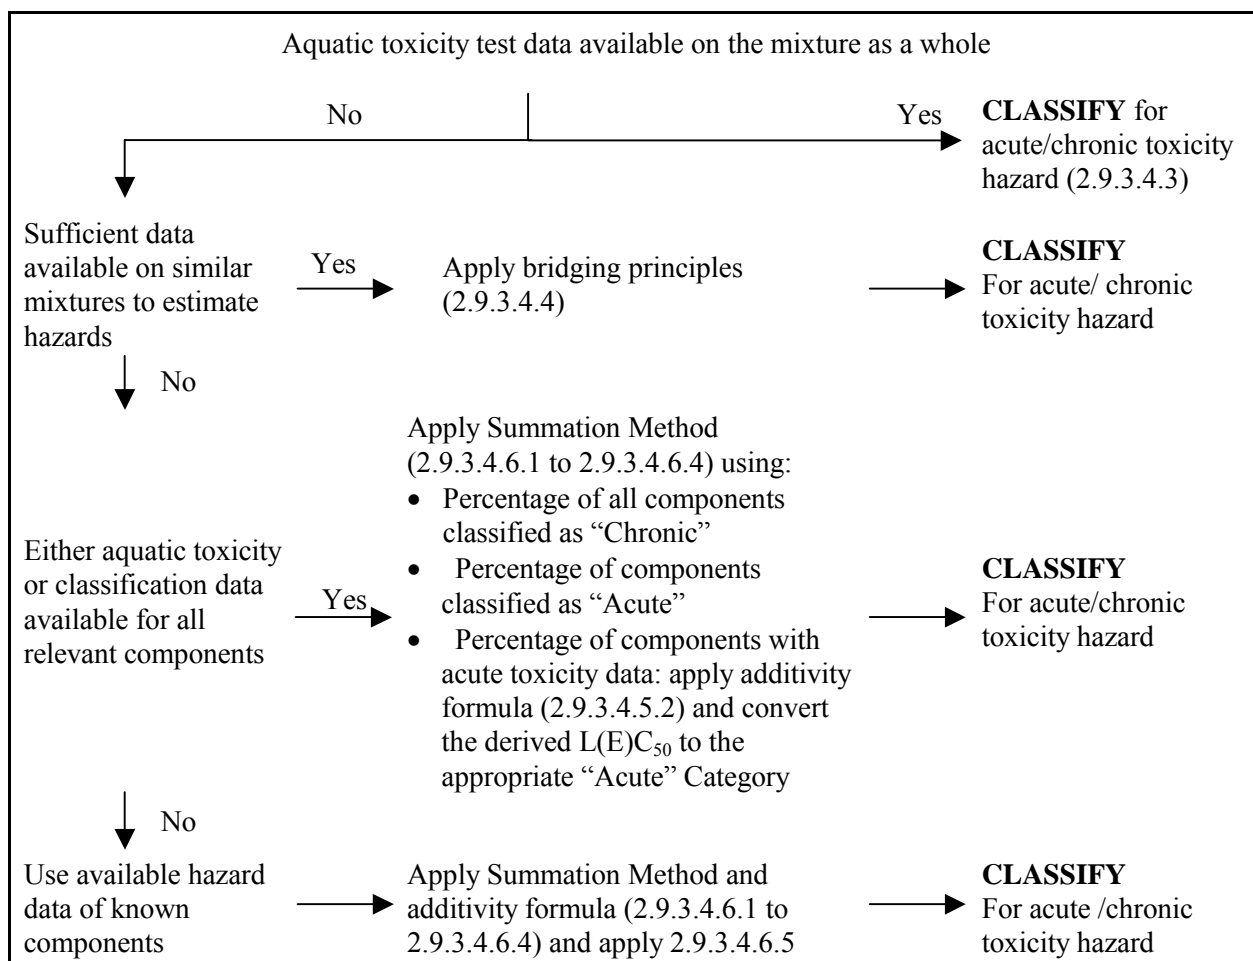 Aquatic toxicity test data available on the mixture as a whole
No
Yes
CLASSIFY for
acute/chronic toxicity
hazard (2.9.3.4.3)
Sufficient data
available on similar
mixtures to estimate
hazards
Yes
Apply bridging principles
(2.9.3.4.4)
CLASSIFY
For acute/ chronic
toxicity hazard
No
Either aquatic toxicity
or classification data
available for all
relevant components
Yes
Apply Summation Method
(2.9.3.4.6.1 to 2.9.3.4.6.4) using:
• Percentage of all components
classified as “Chronic”
• Percentage of components
classified as “Acute”
• Percentage of components with
acute toxicity data: apply additivity
formula (2.9.3.4.5.2) and convert
the derived L(E)C₅₀ to the
appropriate “Acute” Category
CLASSIFY
For acute/chronic
toxicity hazard
No
Use available hazard
data of known
components
Apply Summation Method and
additivity formula (2.9.3.4.6.1 to
2.9.3.4.6.4) and apply 2.9.3.4.6.5
CLASSIFY
For acute /chronic
toxicity hazard